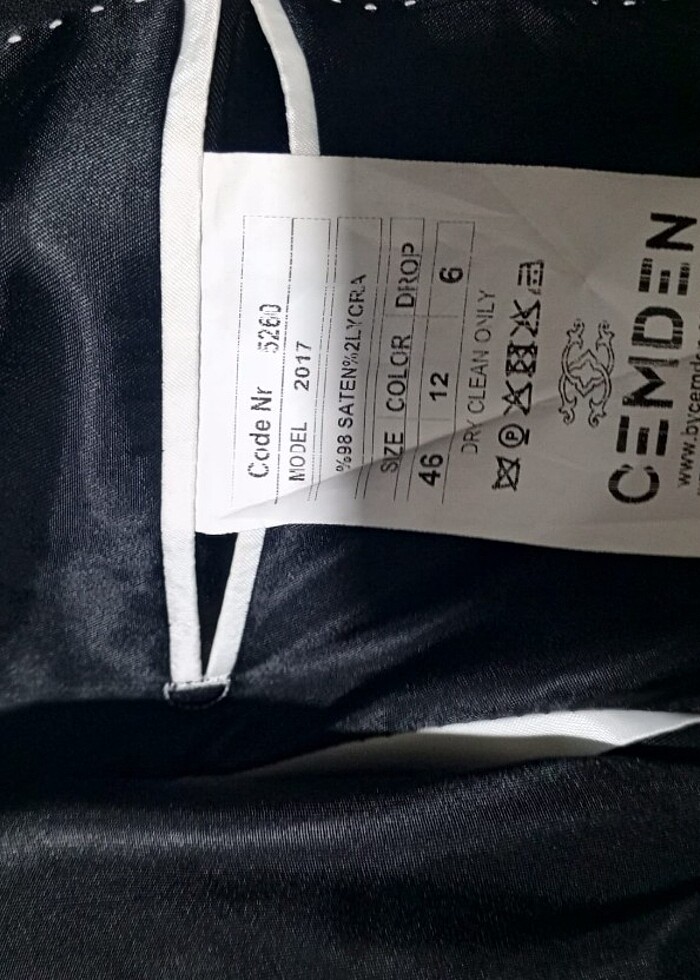 Code Nr 5260
MODEL 2017
%98 SATEN%2LYCRA
SIZE COLOR DROP
46 12 6
DRY CLEAN ONLY
P
CEMDEN